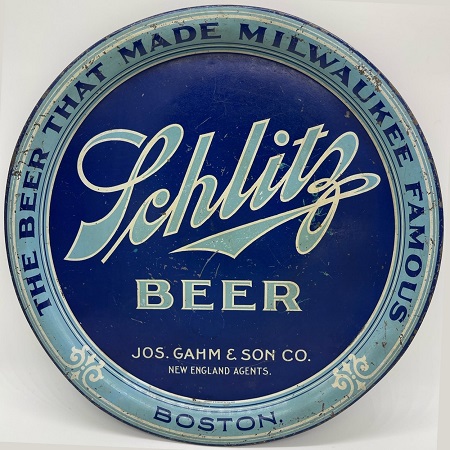 THE BEER THAT MADE MILWAUKEE FAMOUS
Schlitz
BEER
JOS. GAHM & SON CO.
NEW ENGLAND AGENTS.
BOSTON.